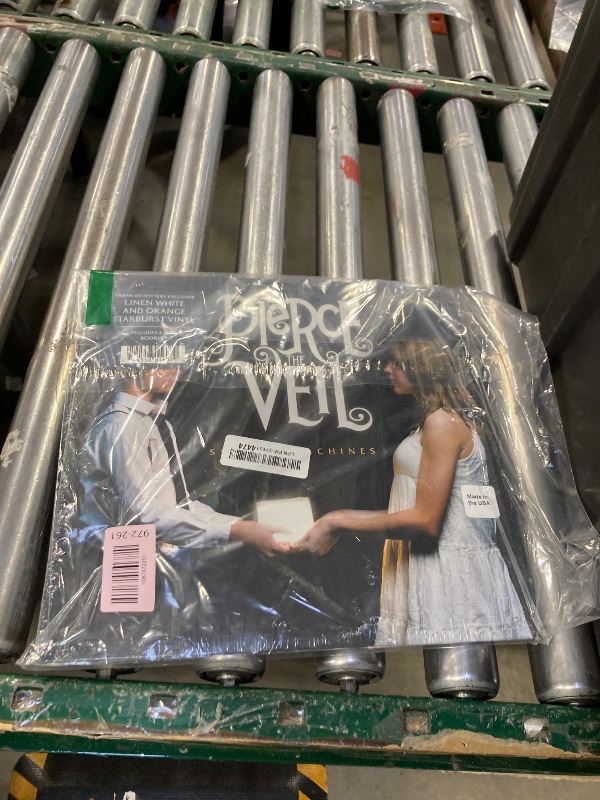 URBAN OUTFITTERS EXCLUSIVE
LINEN WHITE
AND ORANGE
STARBURST VINYL
INCLUDES A
BOOKLET
PIERCE
THE
VEIL
CHINES
4474
Made in
the USA
972-261